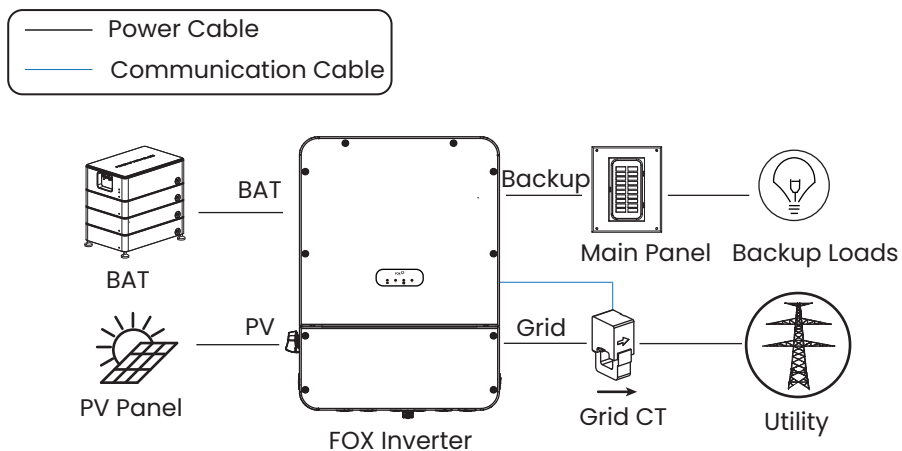 Power Cable
Communication Cable
BAT
Backup
Main Panel
Backup Loads
BAT
FOX
PV
Grid
PV Panel
Grid CT
Utility
FOX Inverter